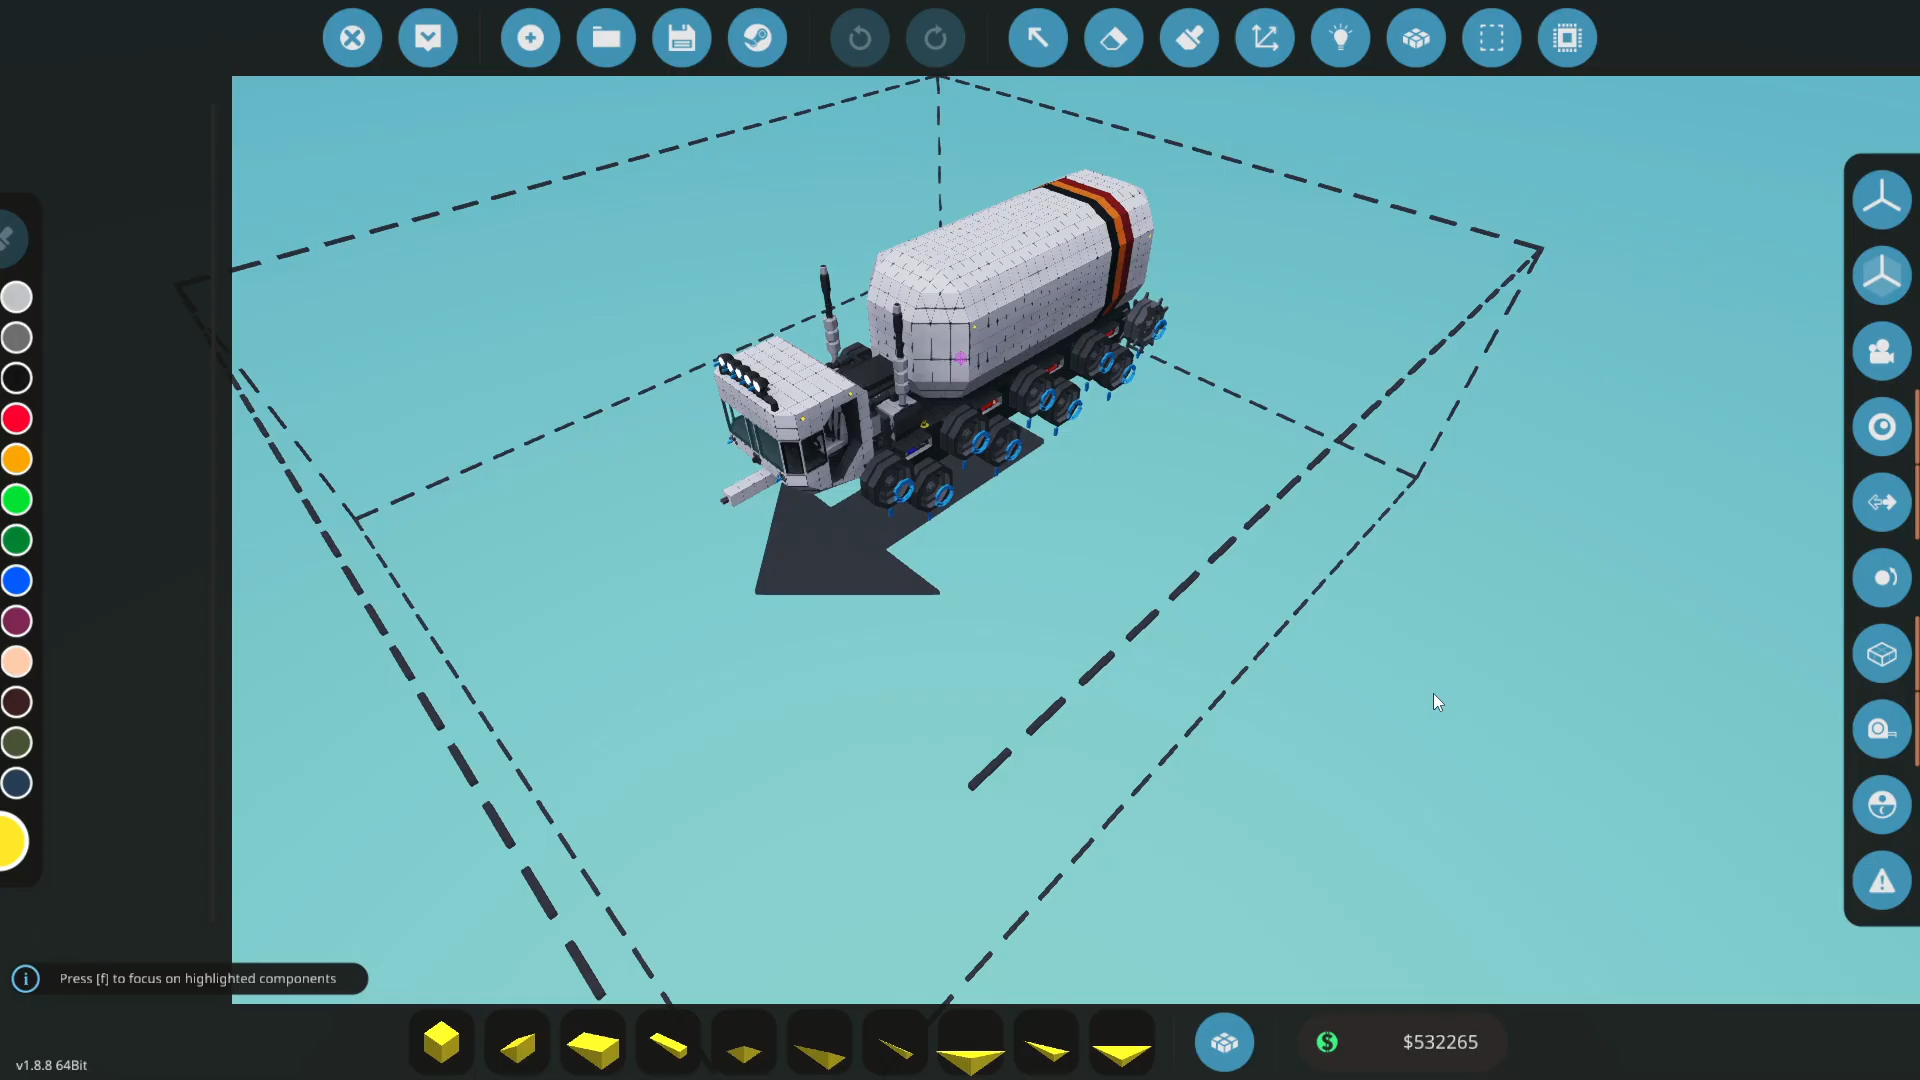 Press [f] to focus on highlighted components
$532265
v1.8.8 64Bit